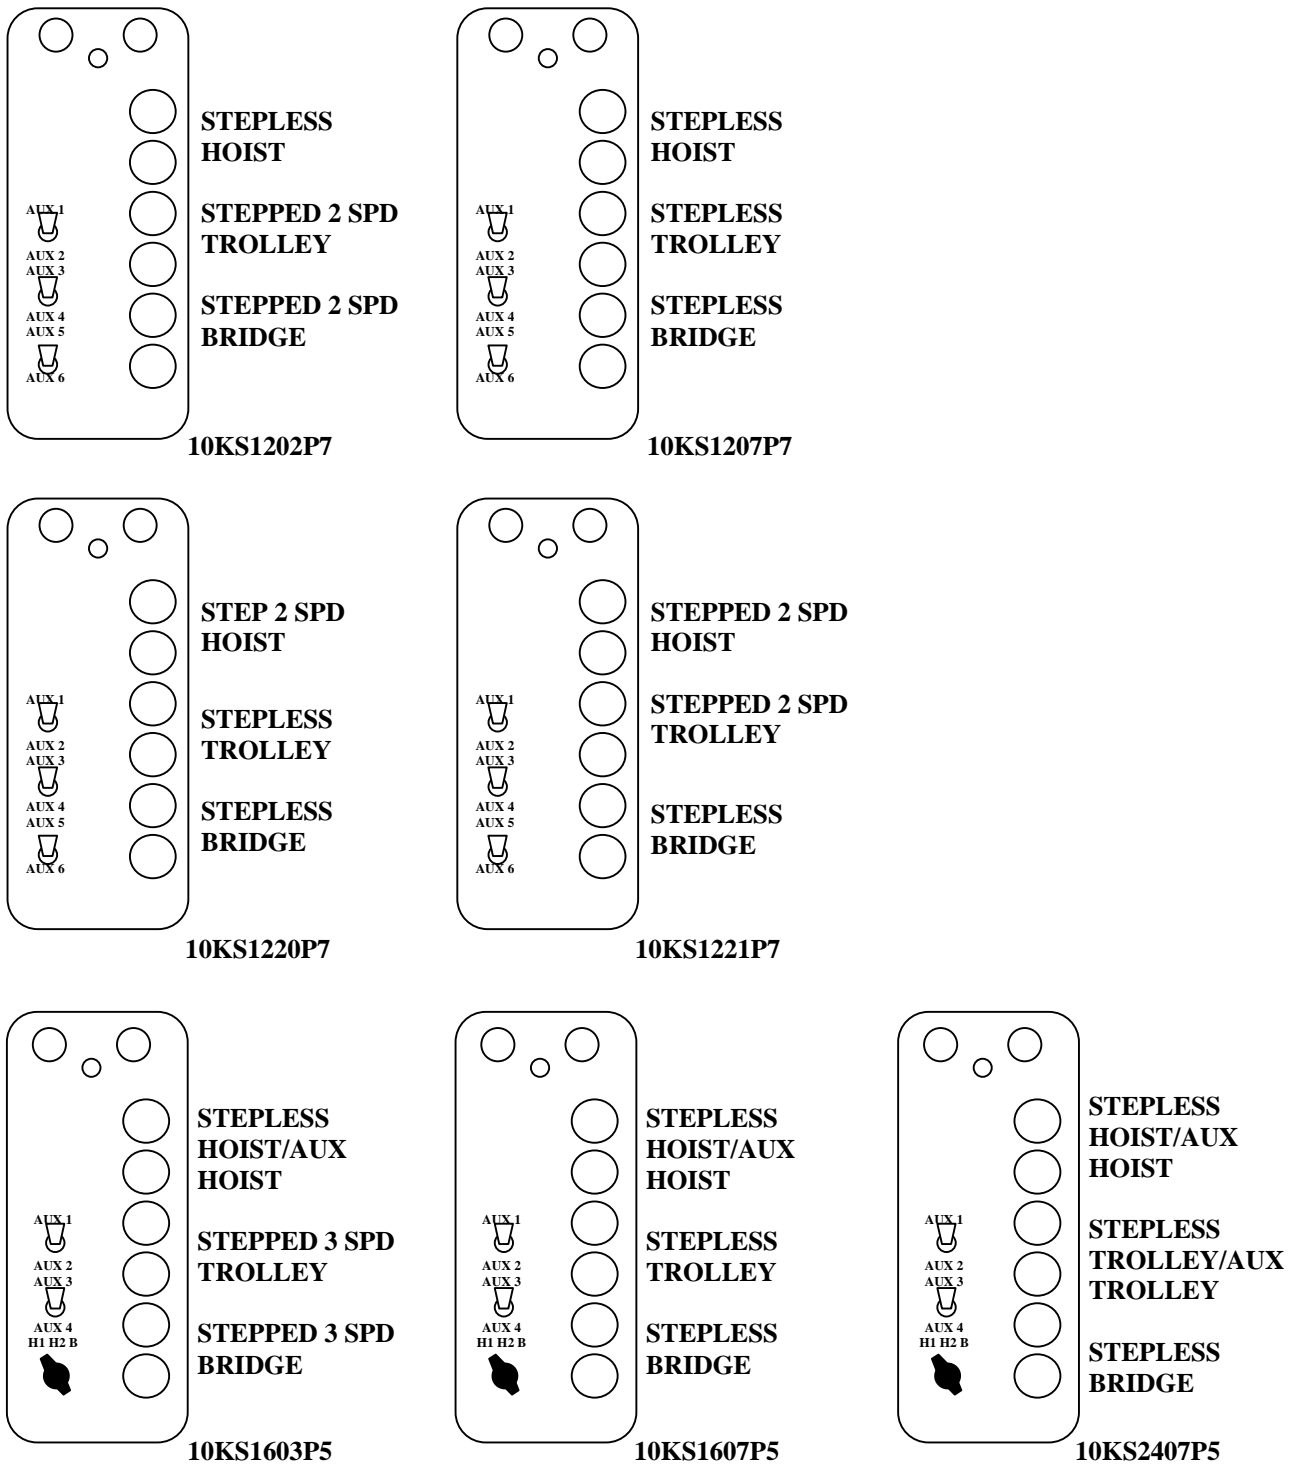 STEPLESS
HOIST
STEPPED 2 SPD
TROLLEY
STEPPED 2 SPD
BRIDGE
AUX 1
AUX 2
AUX 3
AUX 4
AUX 5
AUX 6
10KS1202P7
STEPLESS
HOIST
STEPLESS
TROLLEY
STEPLESS
BRIDGE
AUX 1
AUX 2
AUX 3
AUX 4
AUX 5
AUX 6
10KS1207P7
STEP 2 SPD
HOIST
STEPLESS
TROLLEY
STEPLESS
BRIDGE
AUX 1
AUX 2
AUX 3
AUX 4
AUX 5
AUX 6
10KS1220P7
STEPPED 2 SPD
HOIST
STEPPED 2 SPD
TROLLEY
STEPLESS
BRIDGE
AUX 1
AUX 2
AUX 3
AUX 4
AUX 5
AUX 6
10KS1221P7
STEPLESS
HOIST/AUX
HOIST
STEPPED 3 SPD
TROLLEY
STEPPED 3 SPD
BRIDGE
AUX 1
AUX 2
AUX 3
AUX 4
H1 H2 B
10KS1603P5
STEPLESS
HOIST/AUX
HOIST
STEPLESS
TROLLEY
STEPLESS
BRIDGE
AUX 1
AUX 2
AUX 3
AUX 4
H1 H2 B
10KS1607P5
STEPLESS
HOIST/AUX
HOIST
STEPLESS
TROLLEY/AUX
TROLLEY
STEPLESS
BRIDGE
AUX 1
AUX 2
AUX 3
AUX 4
H1 H2 B
10KS2407P5